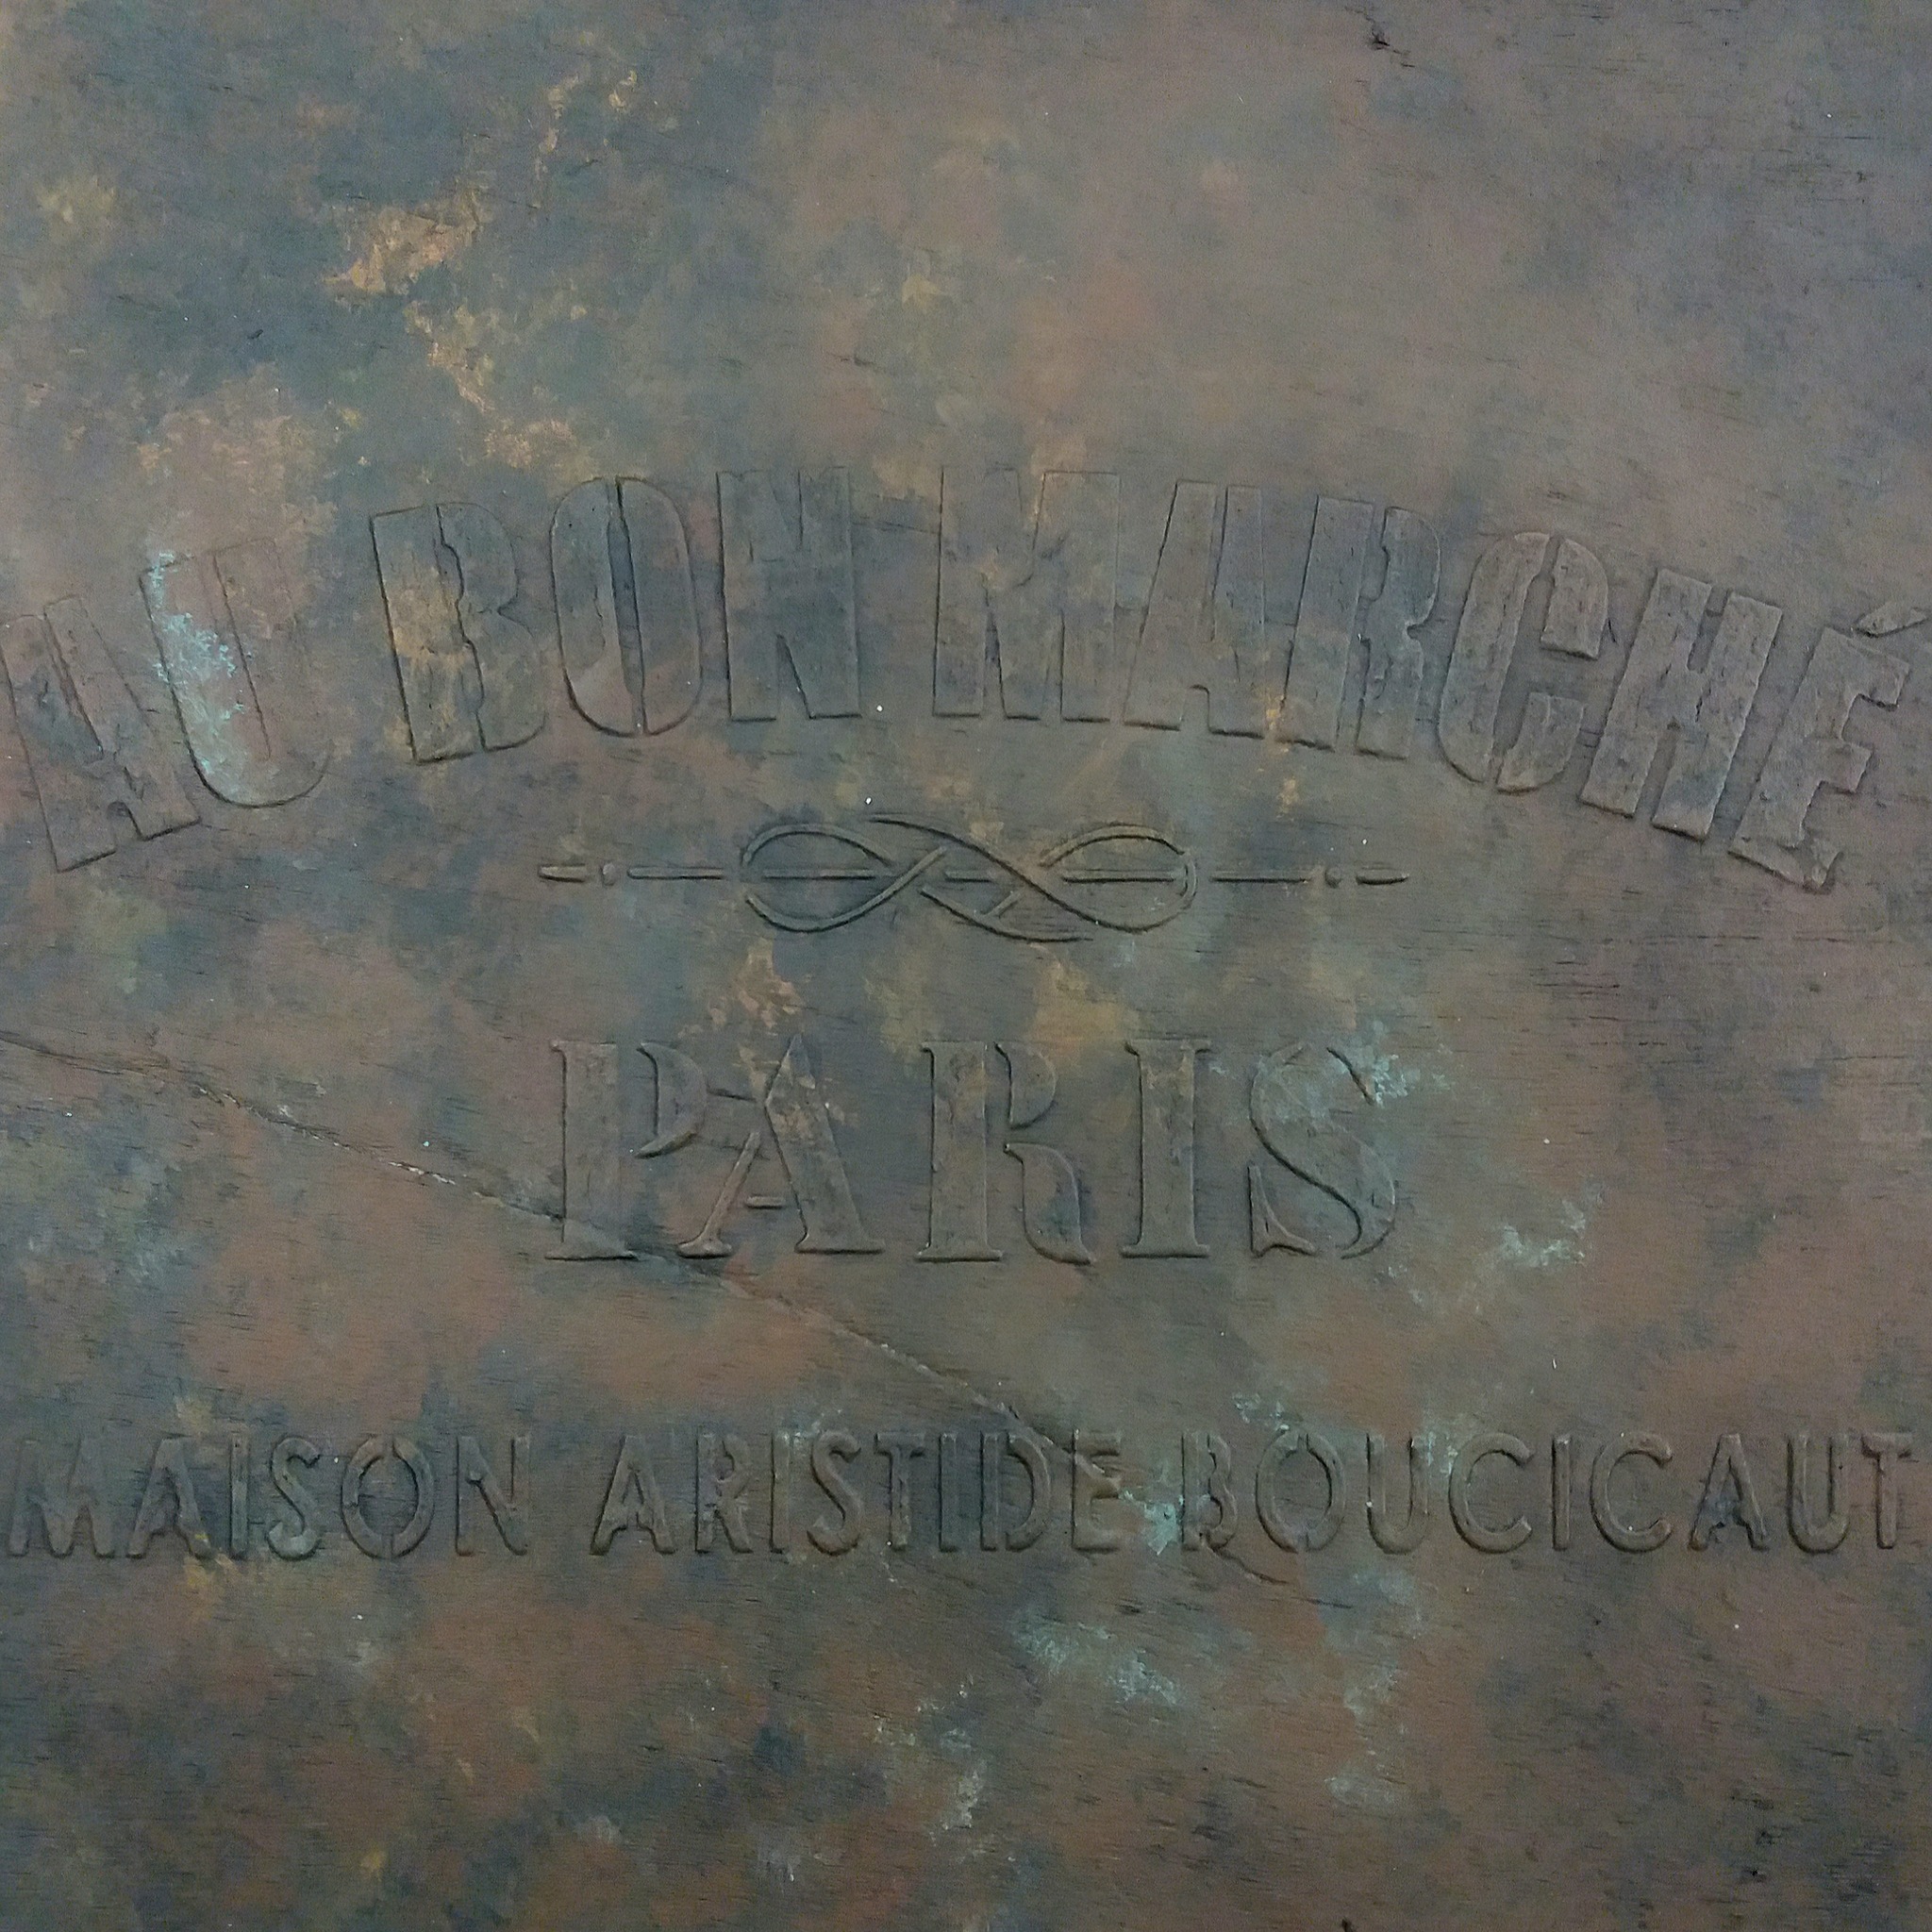 AU BON MARCHÉ
PARIS
MAISON ARISTIDE BOUCICAUT